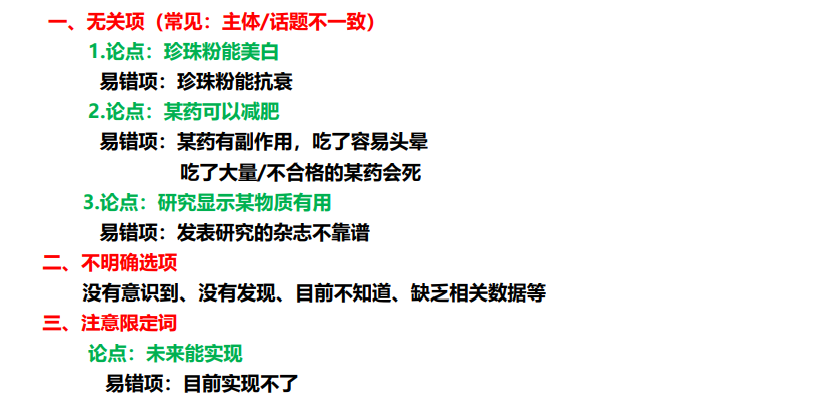 一、无关项（常见：主体/话题不一致）
1.论点：珍珠粉能美白
易错项：珍珠粉能抗衰
2.论点：某药可以减肥
易错项：某药有副作用，吃了容易头晕
吃了大量/不合格的某药会死
3.论点：研究显示某物质有用
易错项：发表研究的杂志不靠谱
二、不明确选项
没有意识到、没有发现、目前不知道、缺乏相关数据等
三、注意限定词
论点：未来能实现
易错项：目前实现不了